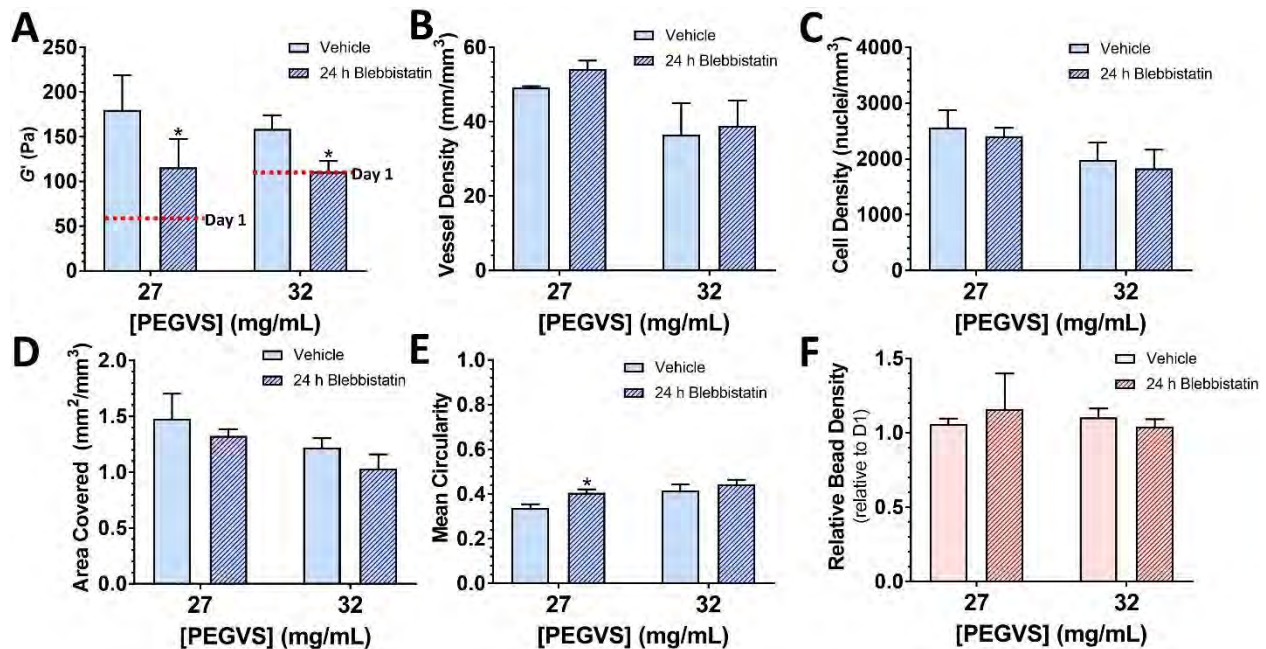 A
250
200
150
100
50
0
G' (Pa)
Vehicle
24 h Blebbistatin
*
*
Day 1
Day 1
27
32
[PEGVS] (mg/mL)
B
60
40
20
0
Vessel Density (mm/mm³)
Vehicle
24 h Blebbistatin
27
32
[PEGVS] (mg/mL)
C
4000
3000
2000
1000
0
Cell Density (nuclei/mm³)
Vehicle
24 h Blebbistatin
27
32
[PEGVS] (mg/mL)
D
2.0
1.5
1.0
0.5
0.0
Area Covered (mm²/mm³)
Vehicle
24 h Blebbistatin
27
32
[PEGVS] (mg/mL)
E
1.0
0.8
0.6
0.4
0.2
0.0
Mean Circularity
Vehicle
24 h Blebbistatin
*
27
32
[PEGVS] (mg/mL)
F
1.5
1.0
0.5
0.0
Relative Bead Density
(relative to D1)
Vehicle
24 h Blebbistatin
27
32
[PEGVS] (mg/mL)